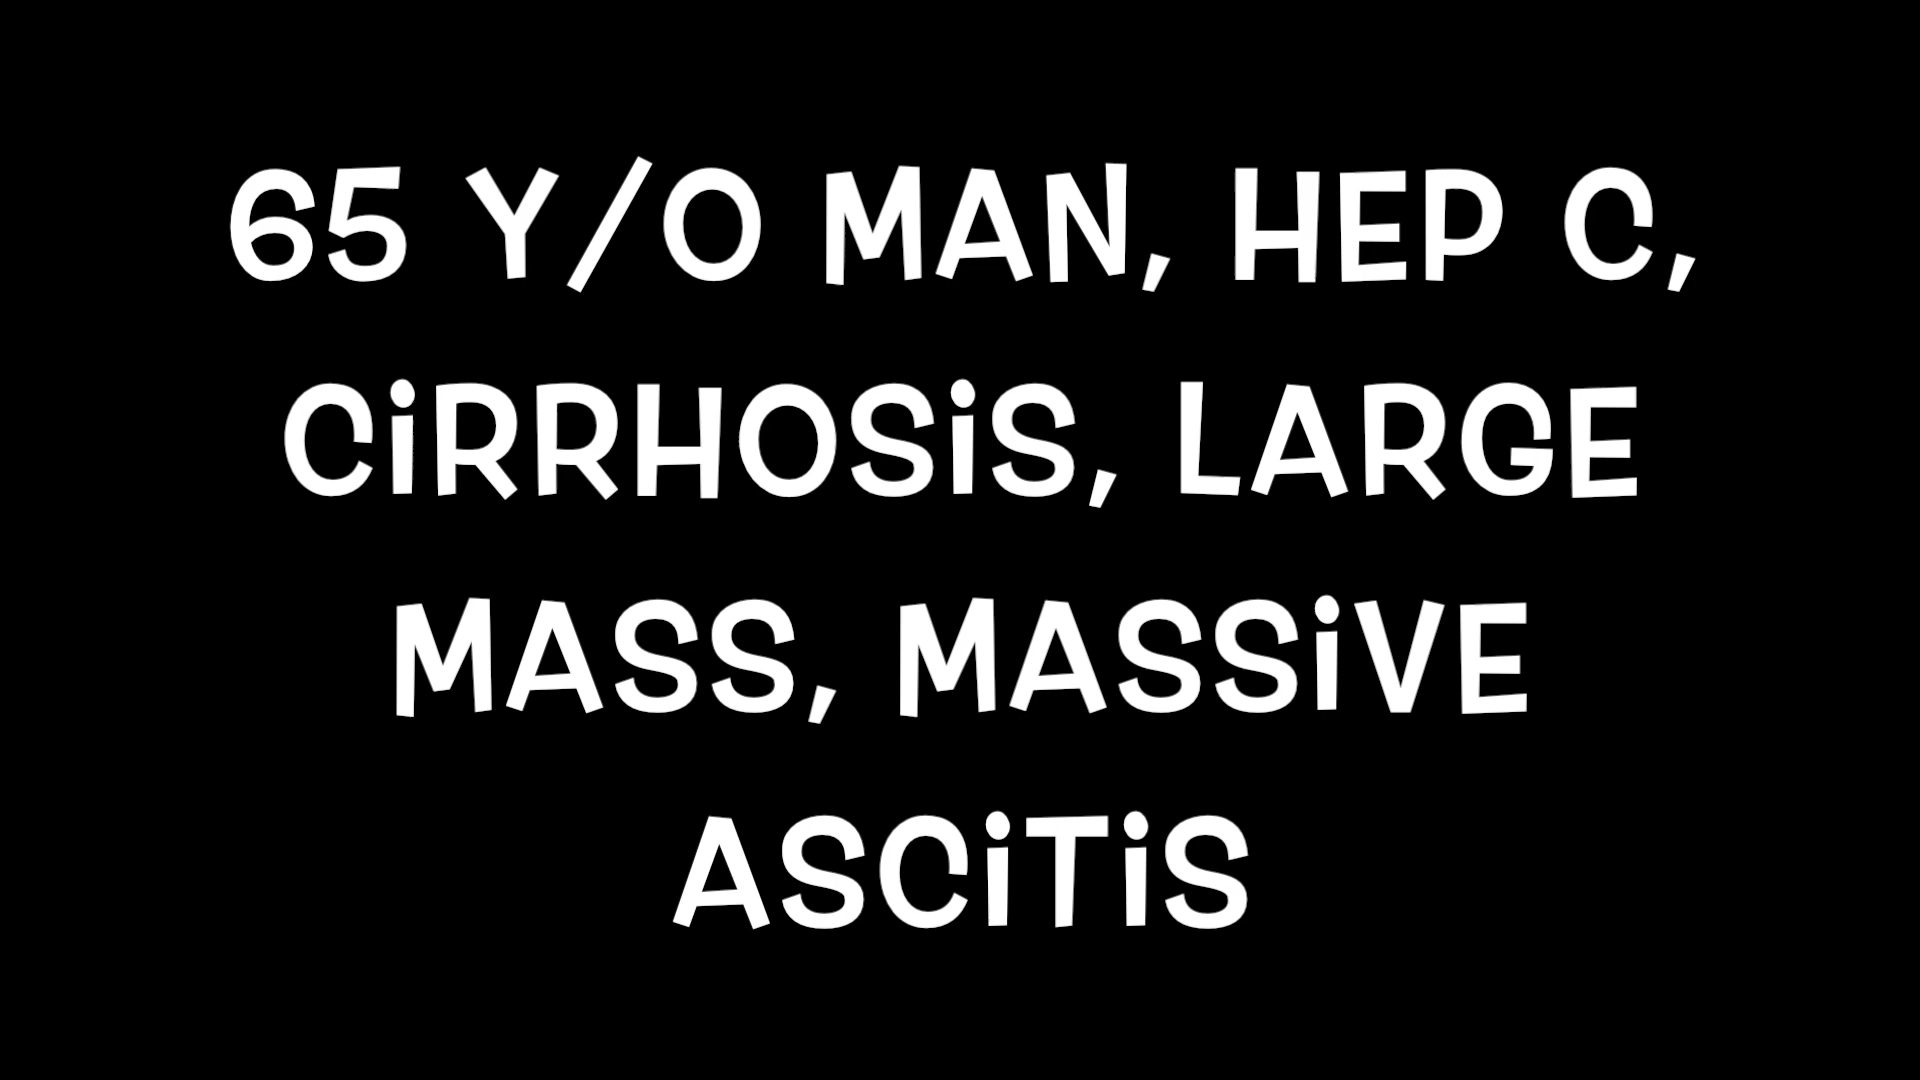 65 Y/O MAN, HEP C,
CiRRHOSiS, LARGE
MASS, MASSiVE
ASCiTiS